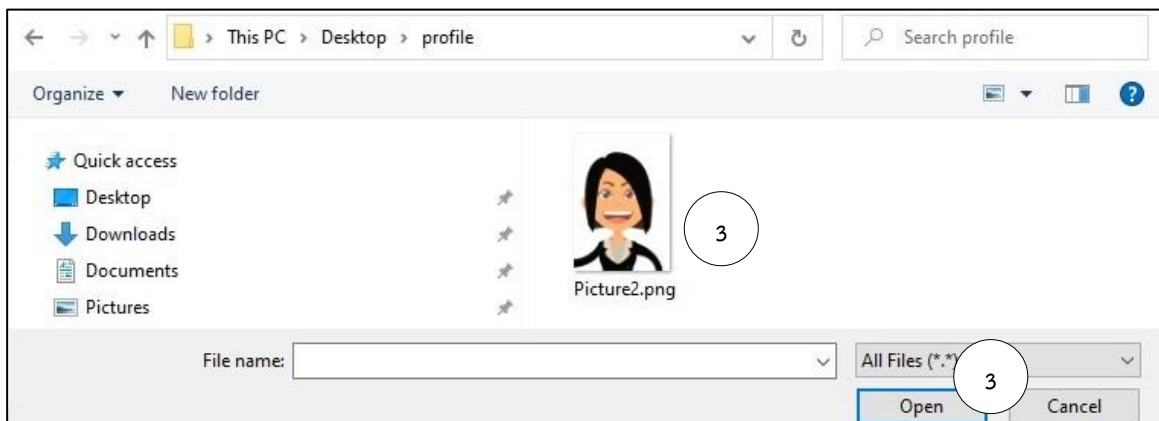 This PC > Desktop > profile
Search profile
Organize
New folder
Quick access
Desktop
Downloads
Documents
Pictures
3
Picture2.png
File name:
All Files (*.*)
3
Open
Cancel